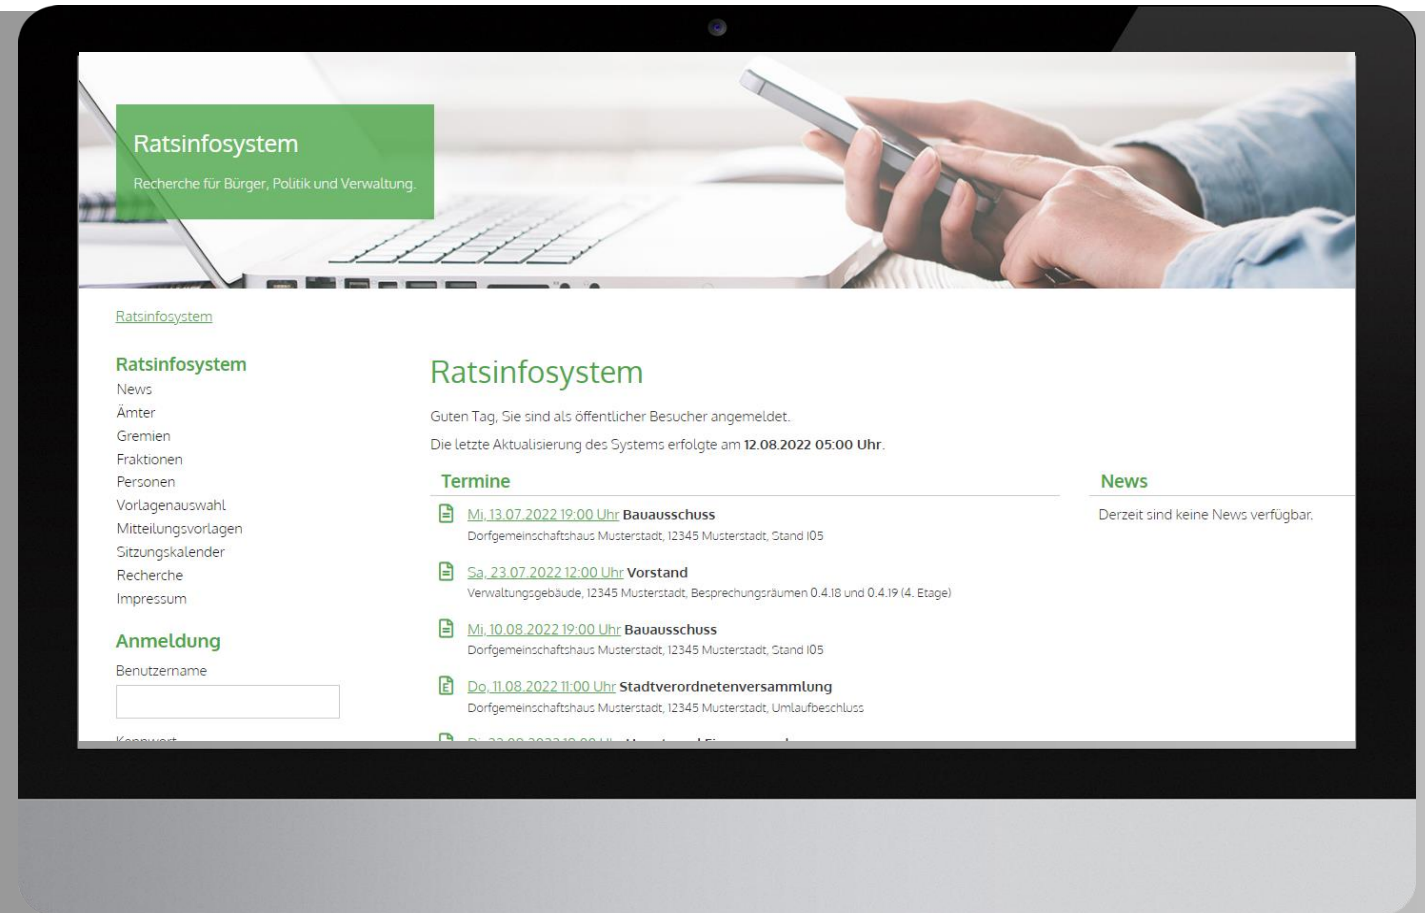 Ratsinfosystem
Recherche für Bürger, Politik und Verwaltung.
Ratsinfosystem
Ratsinfosystem
News
Ämter
Gremien
Fraktionen
Personen
Vorlagenauswahl
Mitteilungsvorlagen
Sitzungskalender
Recherche
Impressum
Anmeldung
Benutzername
Kennwort
Ratsinfosystem
Guten Tag, Sie sind als öffentlicher Besucher angemeldet.
Die letzte Aktualisierung des Systems erfolgte am 12.08.2022 05:00 Uhr.
Termine
Mi, 13.07.2022 19:00 Uhr Bauausschuss
Dorfgemeinschaftshaus Musterstadt, 12345 Musterstadt, Stand I05
Sa, 23.07.2022 12:00 Uhr Vorstand
Verwaltungsgebäude, 12345 Musterstadt, Besprechungsräumen 0.4.18 und 0.4.19 (4. Etage)
Mi, 10.08.2022 19:00 Uhr Bauausschuss
Dorfgemeinschaftshaus Musterstadt, 12345 Musterstadt, Stand I05
E Do, 11.08.2022 11:00 Uhr Stadtverordnetenversammlung
Dorfgemeinschaftshaus Musterstadt, 12345 Musterstadt, Umlaufbeschluss
News
Derzeit sind keine News verfügbar.